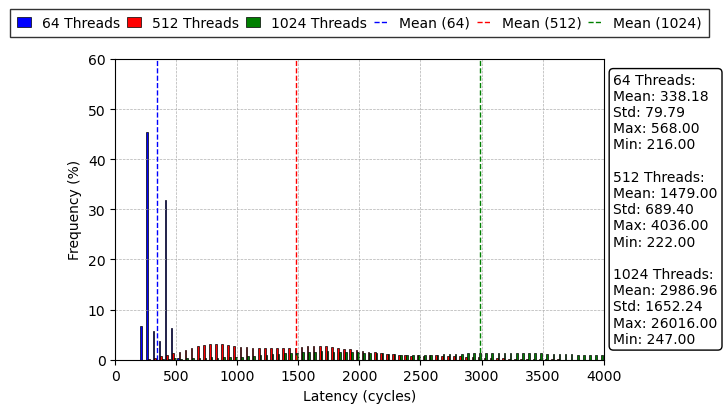 64 Threads 512 Threads 1024 Threads Mean (64) Mean (512) Mean (1024)
60
50
40
30
20
10
0
Frequency (%)
0 500 1000 1500 2000 2500 3000 3500 4000
Latency (cycles)
64 Threads:
Mean: 338.18
Std: 79.79
Max: 568.00
Min: 216.00
512 Threads:
Mean: 1479.00
Std: 689.40
Max: 4036.00
Min: 222.00
1024 Threads:
Mean: 2986.96
Std: 1652.24
Max: 26016.00
Min: 247.00